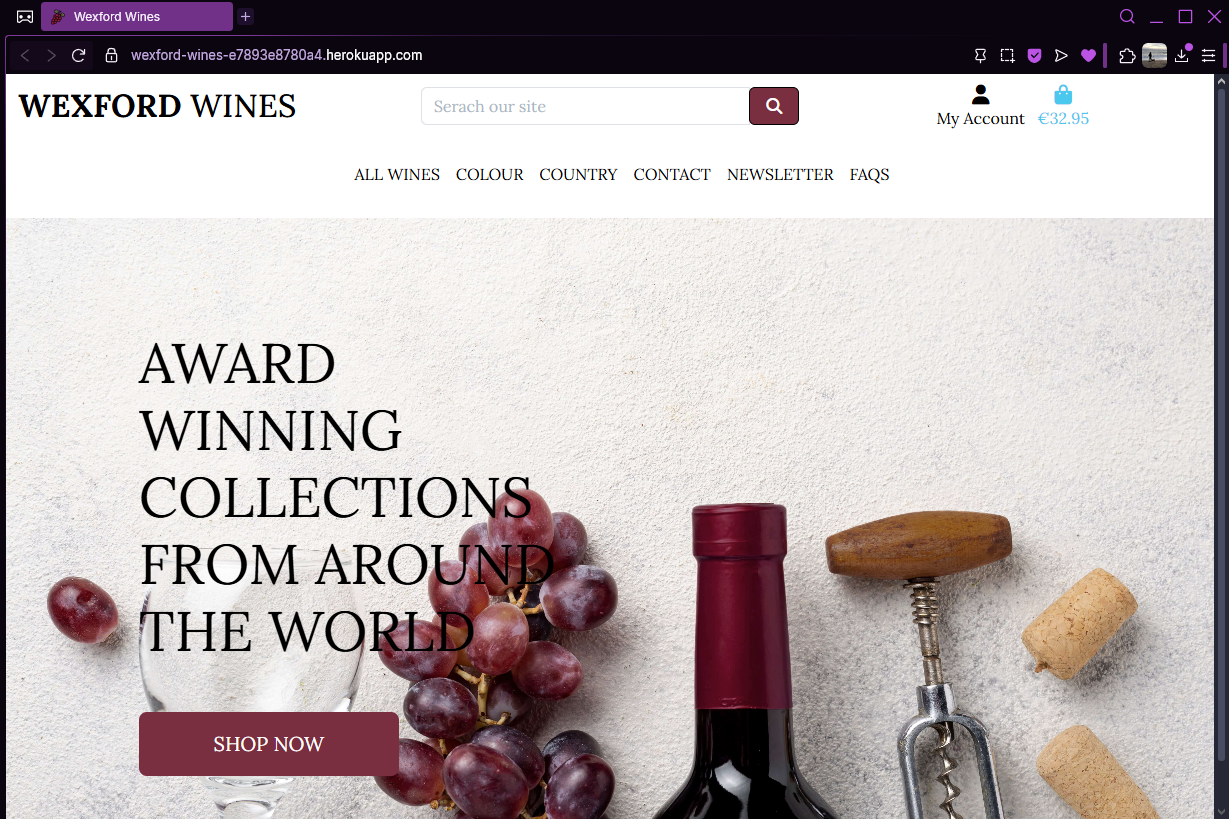 Wexford Wines
wexford-wines-e7893e8780a4.herokuapp.com
WEXFORD WINES
Serach our site
My Account
€32.95
ALL WINES COLOUR COUNTRY CONTACT NEWSLETTER FAQS
AWARD
WINNING
COLLECTIONS
FROM AROUND
THE WORLD
SHOP NOW